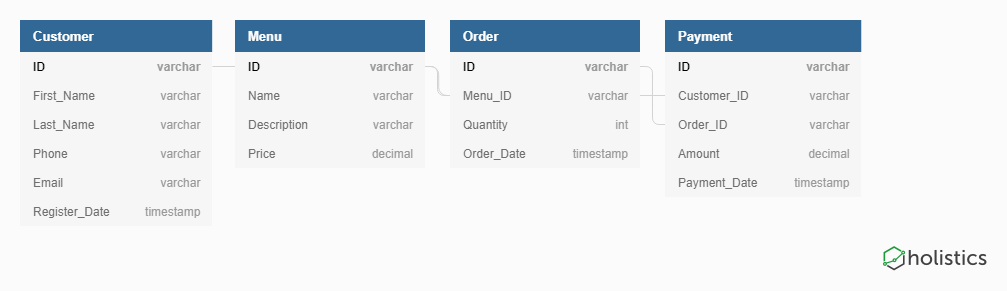 Customer
ID varchar
First_Name varchar
Last_Name varchar
Phone varchar
Email varchar
Register_Date timestamp
Menu
ID varchar
Name varchar
Description varchar
Price decimal
Order
ID varchar
Menu_ID varchar
Quantity int
Order_Date timestamp
Payment
ID varchar
Customer_ID varchar
Order_ID varchar
Amount decimal
Payment_Date timestamp
holistics